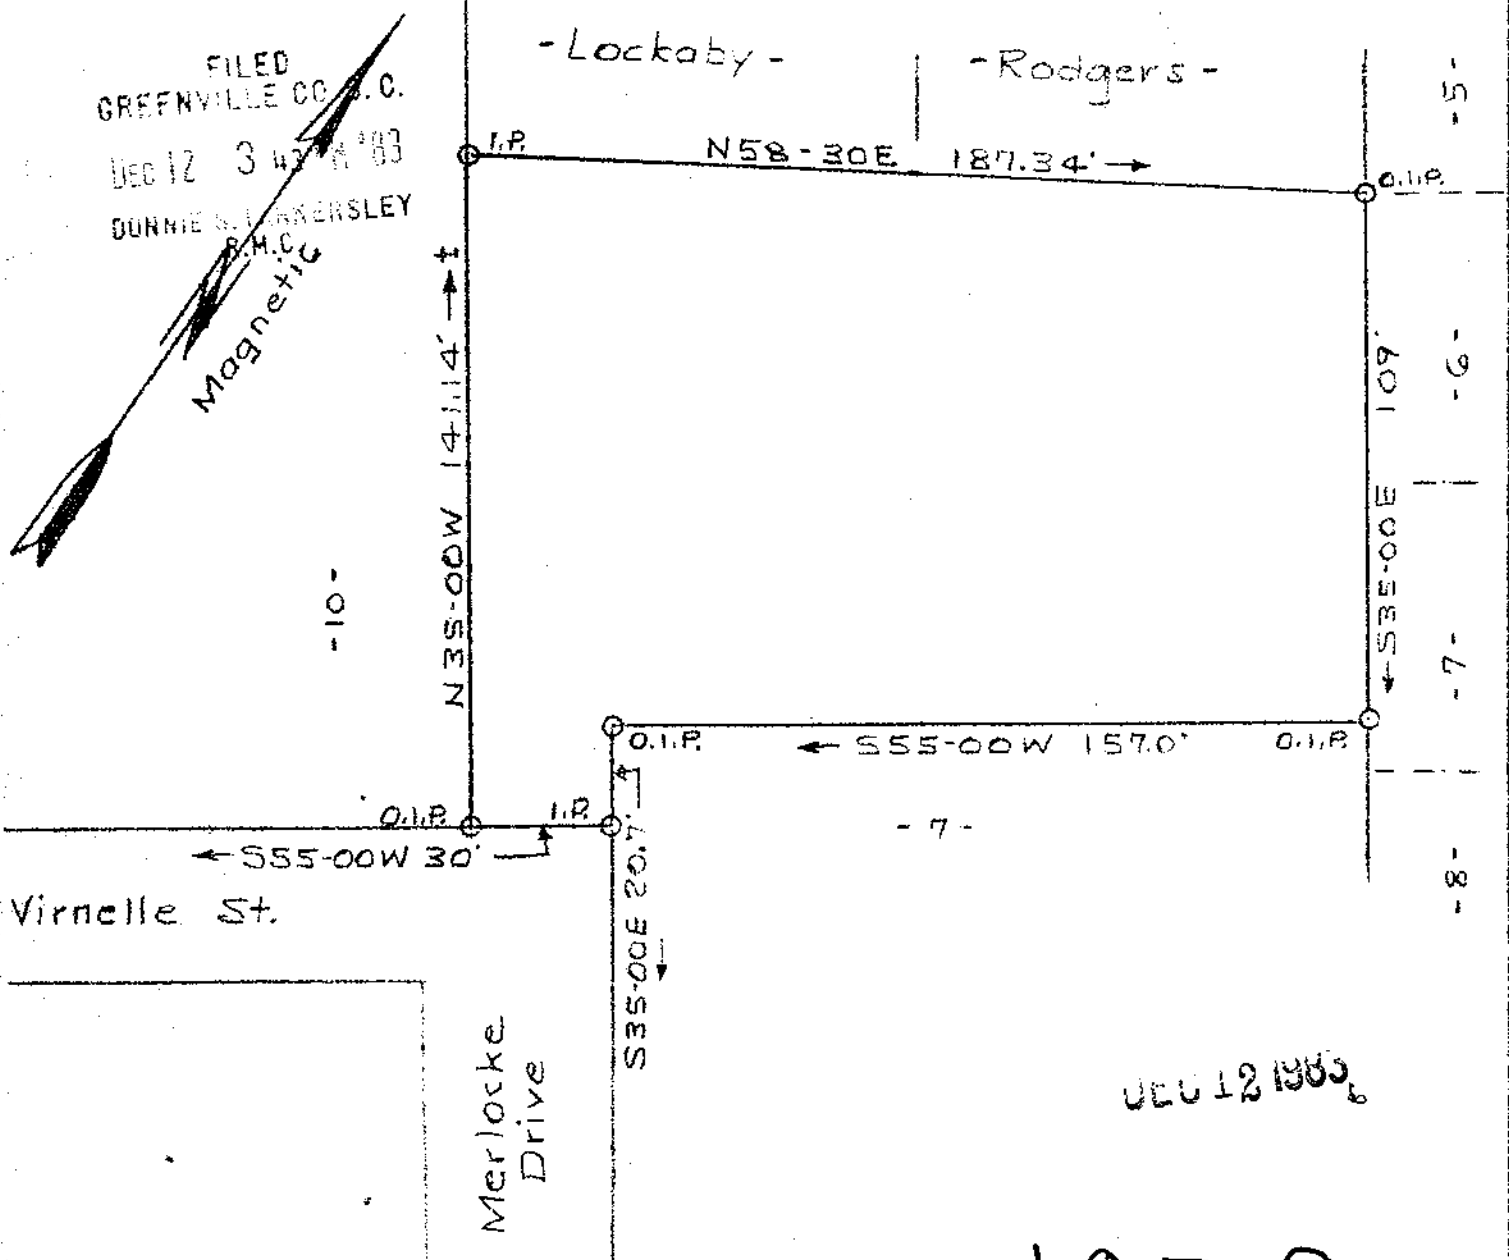 FILED
GREENVILLE CO. S.C.
DEC 12 3 43 PM '83
DONNIE S. TANKERSLEY
R.M.C.
Magnetic
-Lockaby-
-Rodgers-
-5-
I.P.
N58-30E 187.34'
O.I.P.
N35-00W 141.14' ±
S35-00E 109'
-6-
-10-
-7-
O.I.P.
S55-00W 157.0'
O.I.P.
O.I.P.
I.P.
S55-00W 30'
S35-00E 20.7'
-7-
-8-
Virnelle St.
Merlocke
Drive
DEC 12 1983